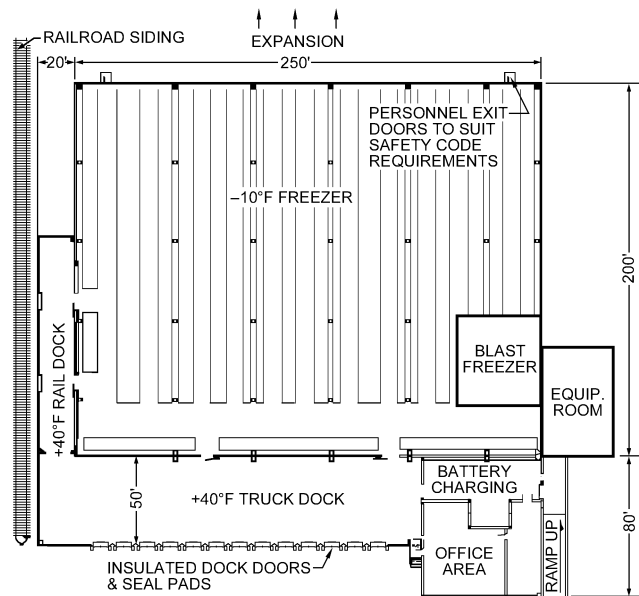 RAILROAD SIDING
EXPANSION
20'
250'
PERSONNEL EXIT
DOORS TO SUIT
SAFETY CODE
REQUIREMENTS
–10°F FREEZER
200'
+40°F RAIL DOCK
BLAST
FREEZER
EQUIP.
ROOM
BATTERY
CHARGING
+40°F TRUCK DOCK
50'
80'
OFFICE
AREA
RAMP UP
INSULATED DOCK DOORS
& SEAL PADS